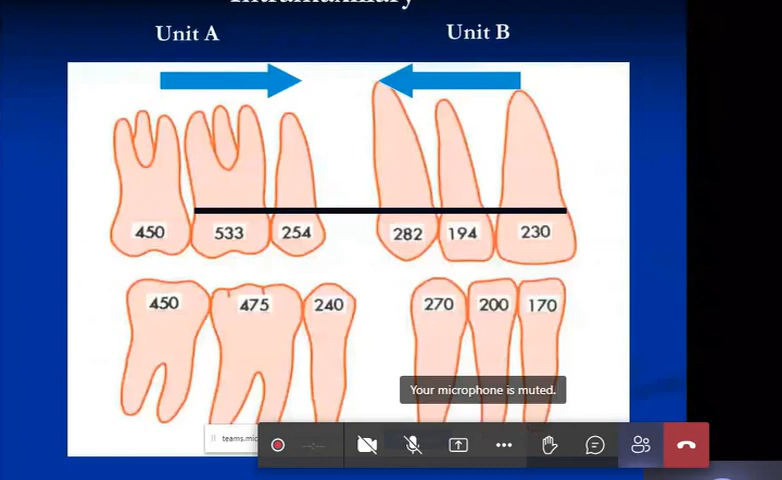 Intramaxillary
Unit A
Unit B
450 533 254 282 194 230
450 475 240 270 200 170
Your microphone is muted.
teams.mic